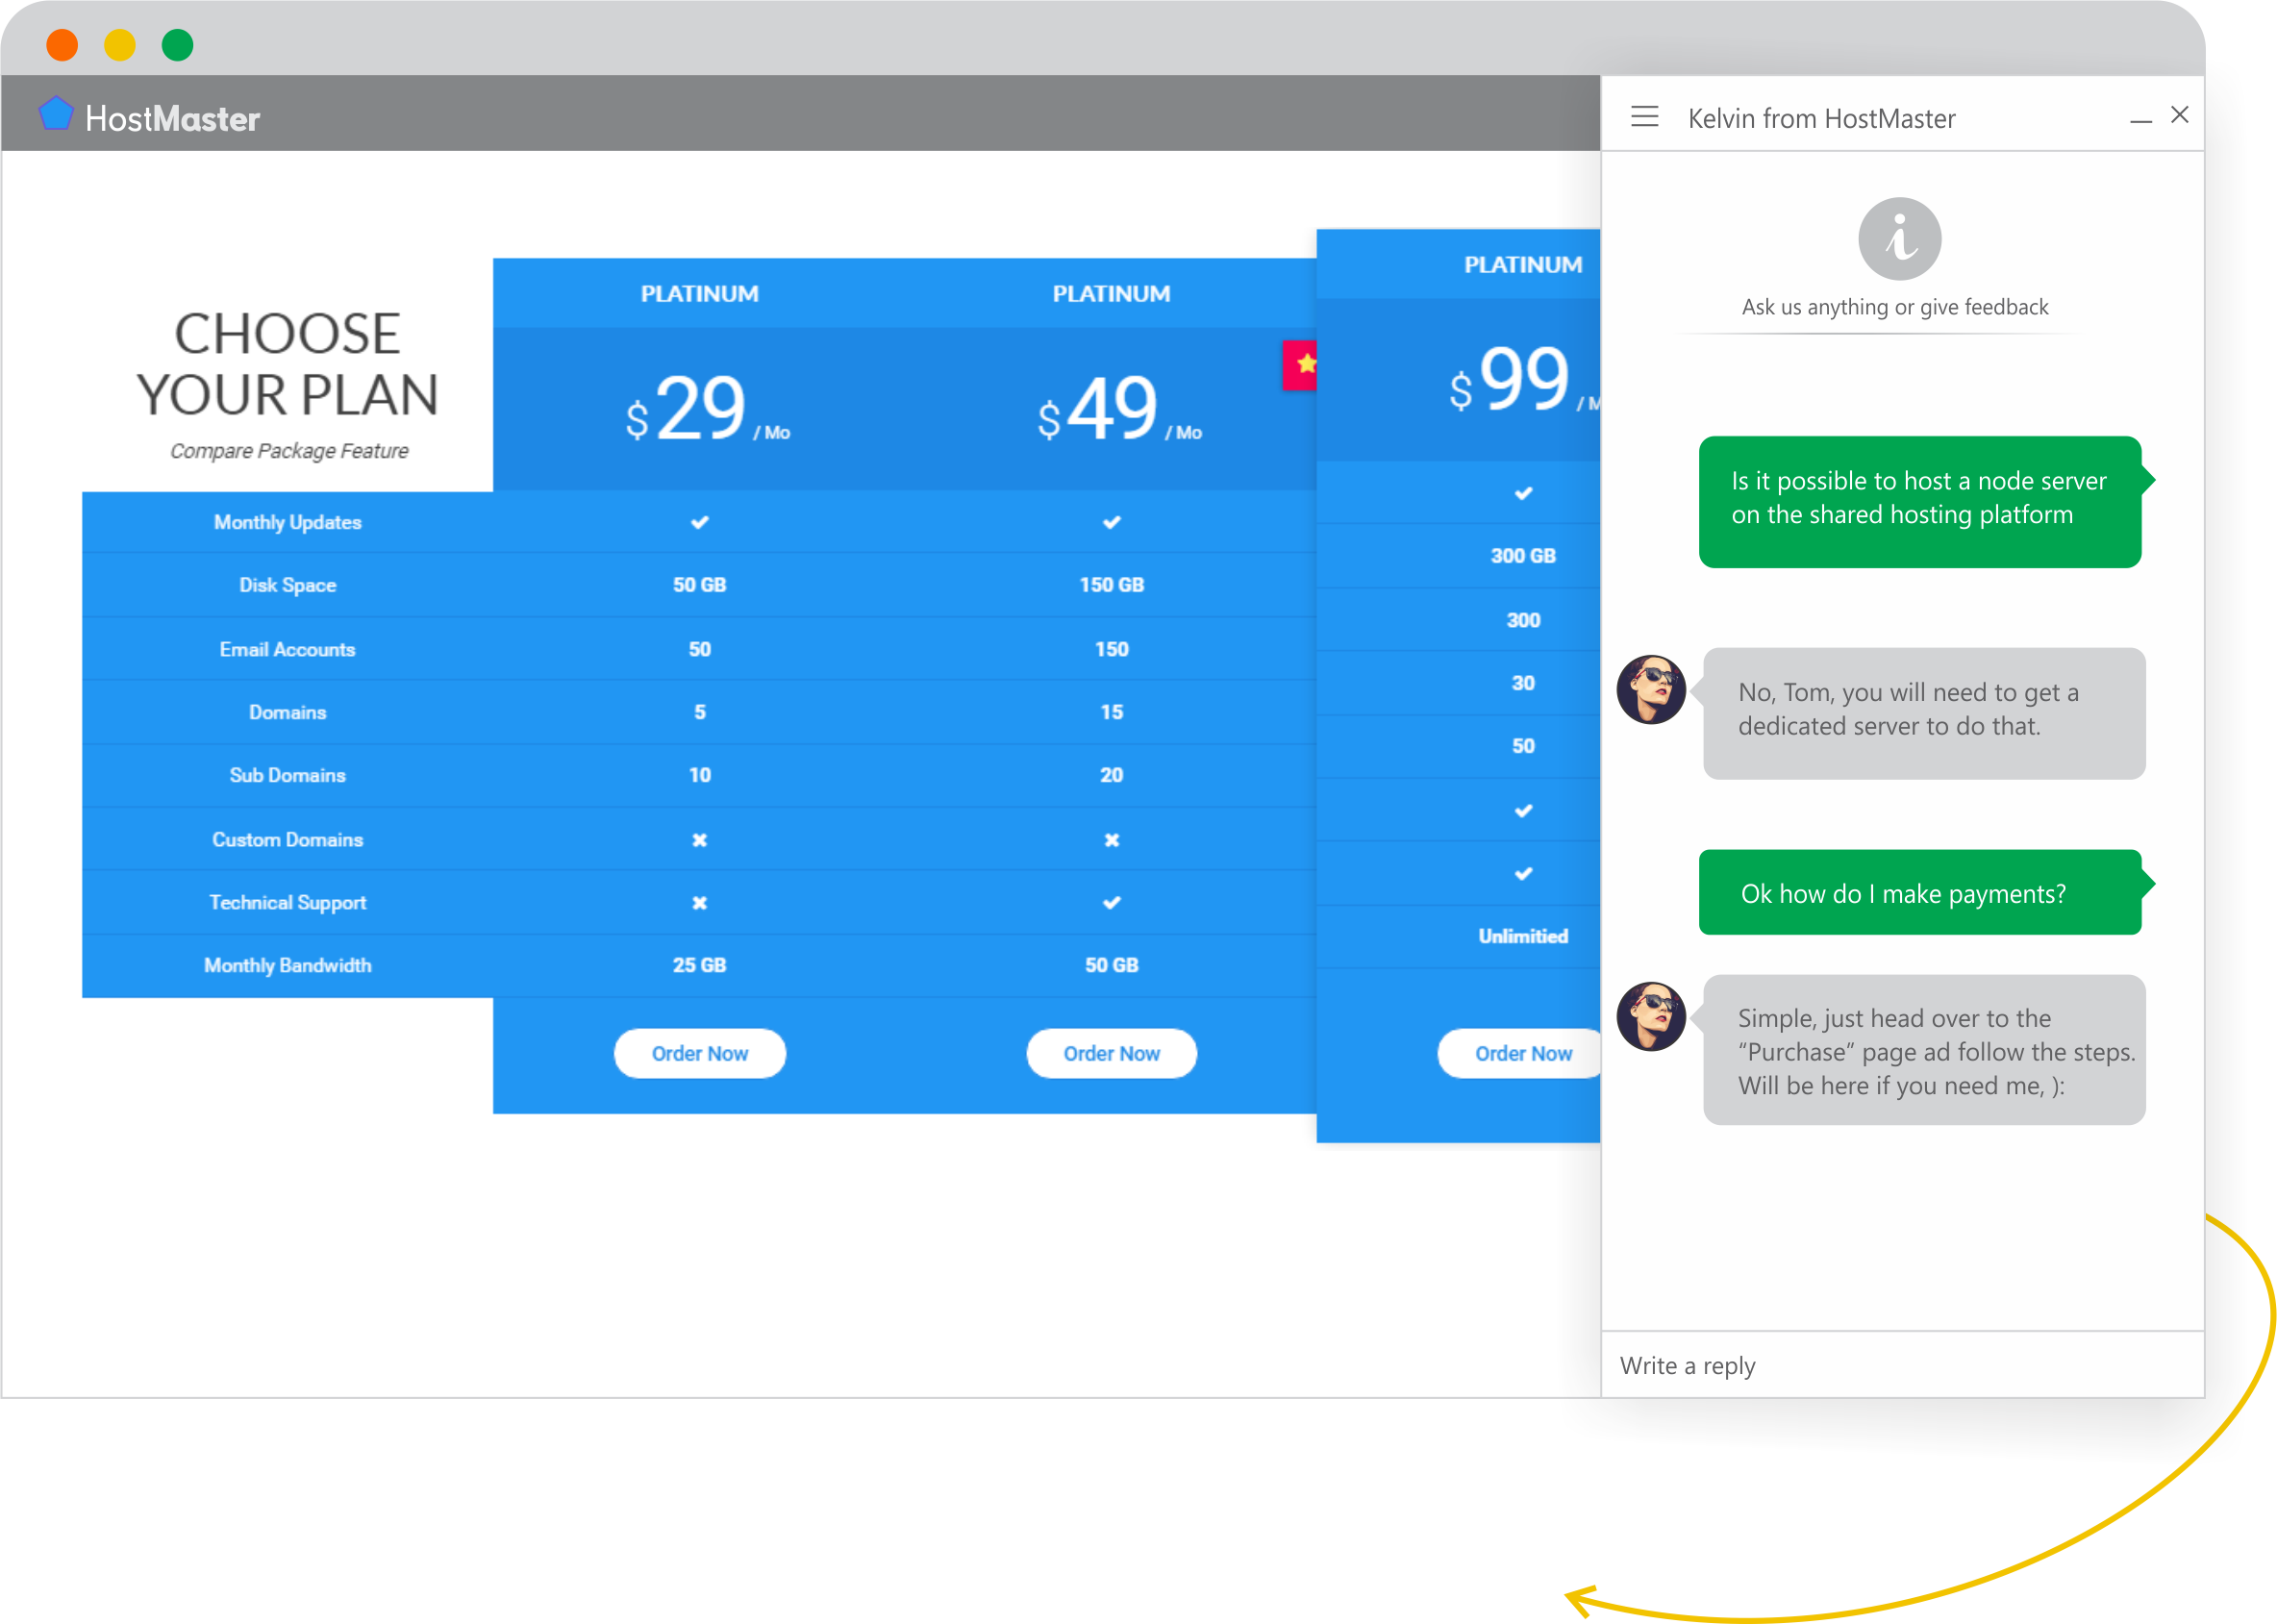 HostMaster
CHOOSE
YOUR PLAN
Compare Package Feature
PLATINUM PLATINUM PLATINUM
$ 29 / Mo $ 49 / Mo $ 99 / M
Monthly Updates
Disk Space 50 GB 150 GB 300 GB
Email Accounts 50 150 300
Domains 5 15 30
Sub Domains 10 20 50
Custom Domains
Technical Support
Monthly Bandwidth 25 GB 50 GB Unlimitied
Order Now Order Now Order Now
Kelvin from HostMaster
i
Ask us anything or give feedback
Is it possible to host a node server
on the shared hosting platform
No, Tom, you will need to get a
dedicated server to do that.
Ok how do I make payments?
Simple, just head over to the
“Purchase” page ad follow the steps.
Will be here if you need me, ):
Write a reply